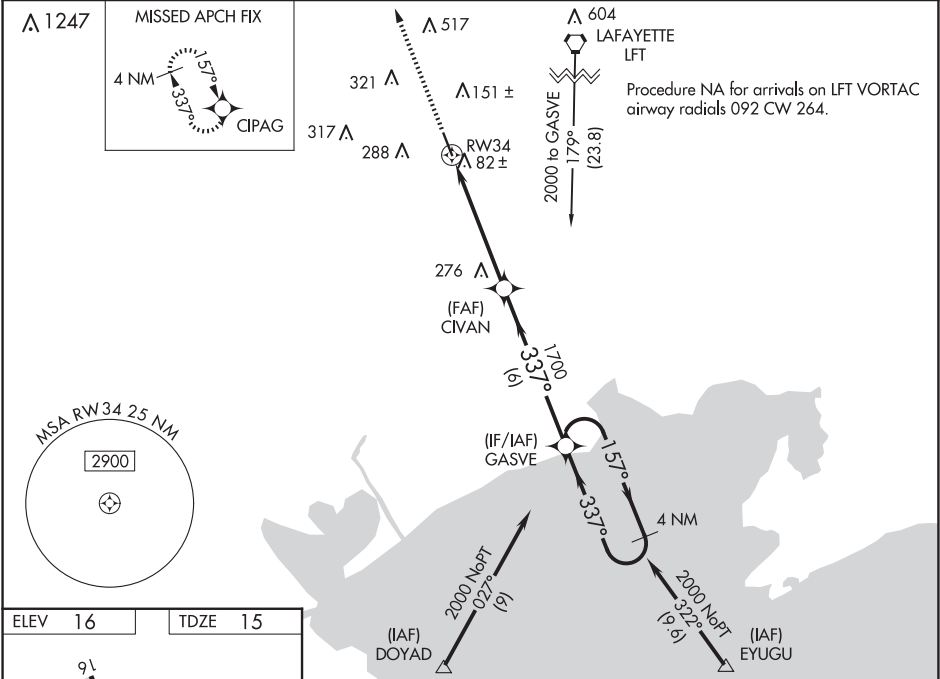 1247
MISSED APCH FIX
4 NM
157°
337°
CIPAG
517
321
151 ±
317
288
RW34
82 ±
604
LAFAYETTE
LFT
2000 to GASVE
179°
(23.8)
Procedure NA for arrivals on LFT VORTAC
airway radials 092 CW 264.
276
(FAF)
CIVAN
1700
337°
(6)
MSA RW34 25 NM
2900
(IF/IAF)
GASVE
157°
337°
4 NM
2000 NoPT
027°
(9)
2000 NoPT
322°
(9.6)
(IAF)
DOYAD
(IAF)
EYUGU
ELEV 16
TDZE 15
16